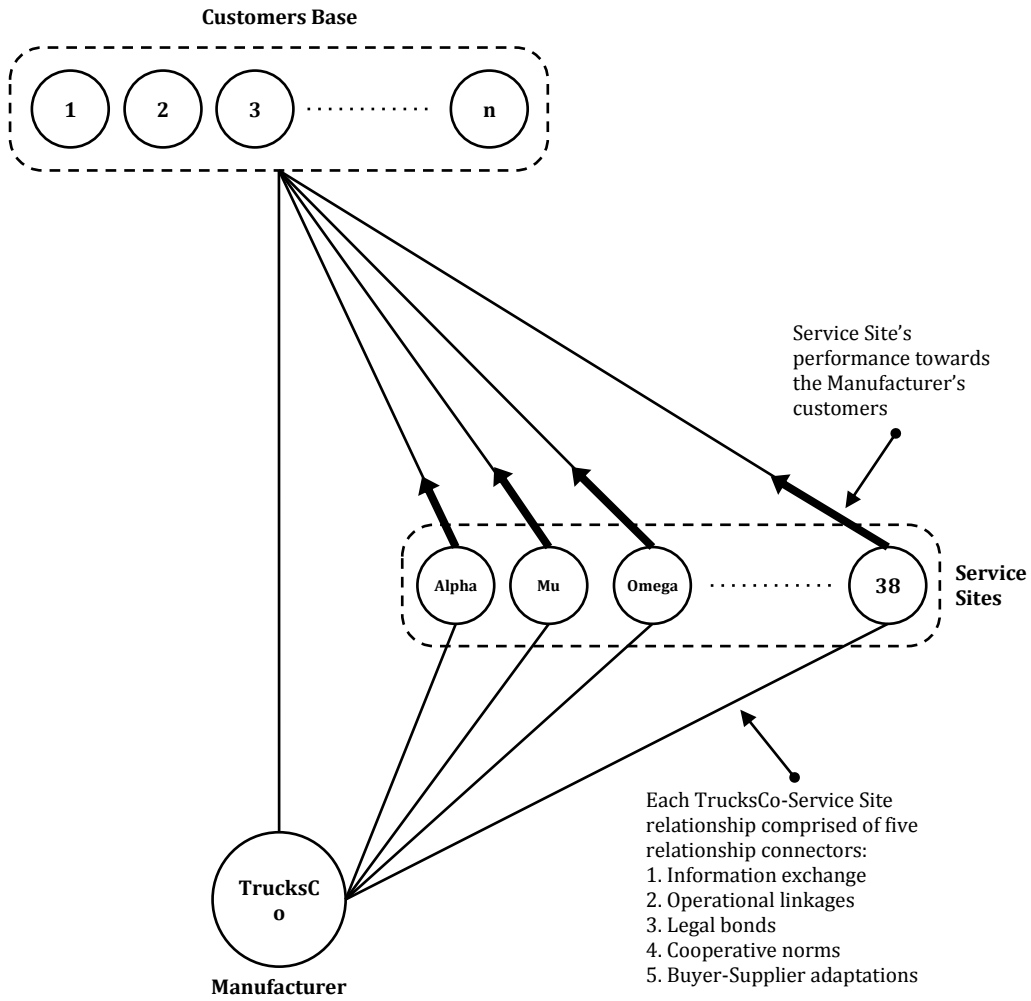 Customers Base
1 2 3 ........... n
Service Site’s
performance towards
the Manufacturer’s
customers
Alpha Mu Omega ........... 38
Service
Sites
Each TrucksCo-Service Site
relationship comprised of five
relationship connectors:
1. Information exchange
2. Operational linkages
3. Legal bonds
4. Cooperative norms
5. Buyer-Supplier adaptations
TrucksC
o
Manufacturer